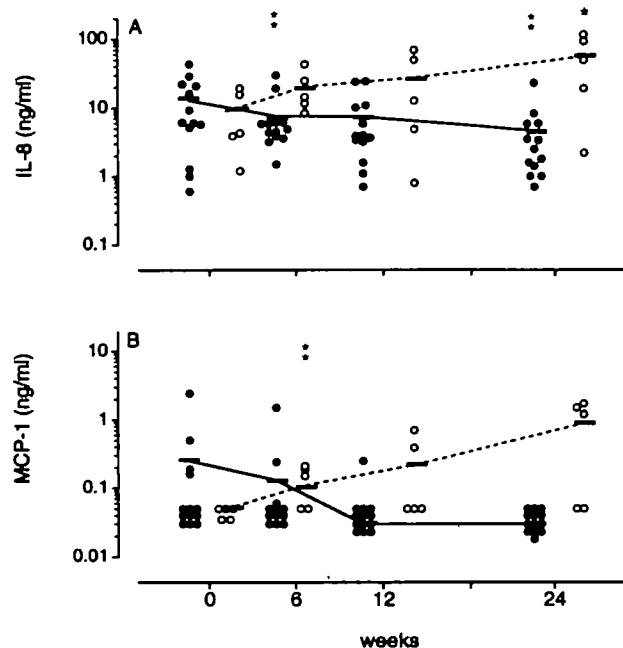 A
* * * * * *
IL-8 (ng/ml)
100
10
1
0.1
B
* *
MCP-1 (ng/ml)
10
1
0.1
0.01
0 6 12 24
weeks